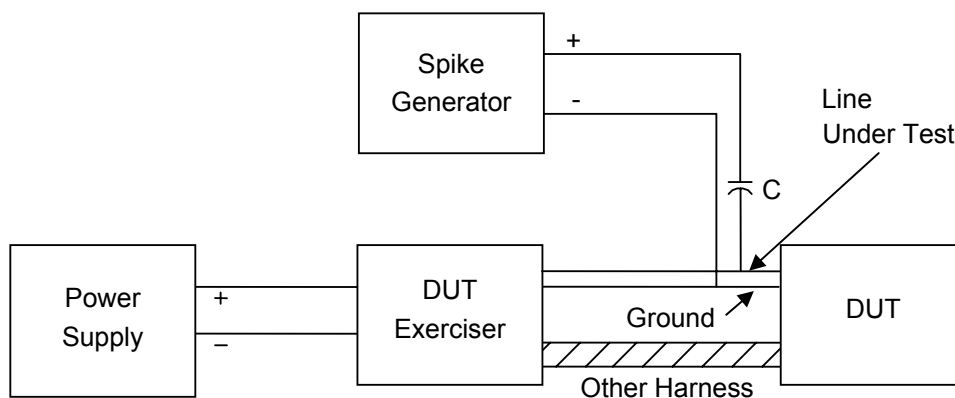 Spike
Generator
+
-
C
Line
Under Test
Power
Supply
+
−
DUT
Exerciser
Ground
Other Harness
DUT